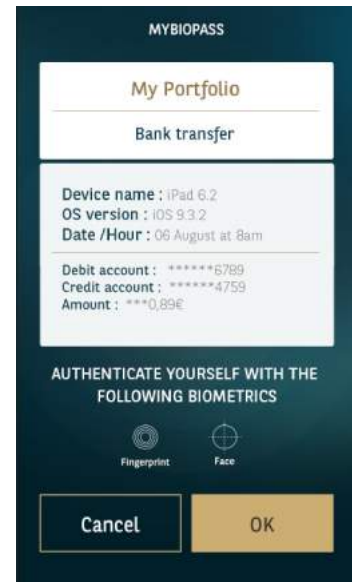 MYBIOPASS
My Portfolio
Bank transfer
Device name : iPad 6.2
OS version : iOS 9.3.2
Date /Hour : 06 August at 8am
Debit account : ******6789
Credit account : ******4759
Amount : ***0,89€
AUTHENTICATE YOURSELF WITH THE
FOLLOWING BIOMETRICS
Fingerprint Face
Cancel OK